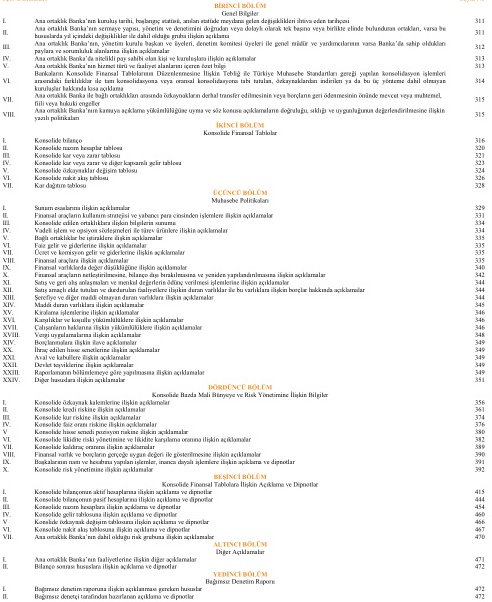 BİRİNCİ BÖLÜM
Genel Bilgiler
I. Ana ortaklık Banka'nın kuruluş tarihi, başlangıç statüsü, anılan statüde meydana gelen değişiklikleri ihtiva eden tarihçesi 311
II. Ana ortaklık Banka'nın sermaye yapısı, yönetim ve denetimini doğrudan veya dolaylı olarak tek başına veya birlikte elinde bulunduran ortakları, varsa bu
hususlarda yıl içindeki değişiklikler ile dahil olduğu gruba ilişkin açıklama 311
III. Ana ortaklık Banka'nın, yönetim kurulu başkan ve üyeleri, denetim komitesi üyeleri ile genel müdür ve yardımcılarının varsa Banka'da sahip oldukları
paylara ve sorumluluk alanlarına ilişkin açıklamalar 312
IV. Ana ortaklık Banka'da nitelikli pay sahibi olan kişi ve kuruluşlara ilişkin açıklamalar 313
V. Ana ortaklık Banka'nın hizmet türü ve faaliyet alanlarını içeren özet bilgi 313
VI. Bankaların Konsolide Finansal Tablolarının Düzenlenmesine İlişkin Tebliğ ile Türkiye Muhasebe Standartları gereği yapılan konsolidasyon işlemleri
arasındaki farklılıklar ile tam konsolidasyona veya oransal konsolidasyona tabi tutulan, özkaynaklardan indirilen ya da bu üç yönteme dahil olmayan
kuruluşlar hakkında kısa açıklama 314
VII. Ana ortaklık Banka ile bağlı ortaklıkları arasında özkaynakların derhal transfer edilmesinin veya borçların geri ödenmesinin önünde mevcut veya muhtemel,
fiili veya hukuki engeller 315
VIII. Ana ortaklık Banka'nın kamuya açıklama yükümlülüğüne uyma ve söz konusu açıklamaların doğruluğu, sıklığı ve uygunluğunun değerlendirilmesine ilişkin
yazılı politikaları 315
İKİNCİ BÖLÜM
Konsolide Finansal Tablolar
I. Konsolide bilanço 316
II. Konsolide nazım hesaplar tablosu 320
III. Konsolide kar veya zarar tablosu 321
IV. Konsolide kar veya zarar ve diğer kapsamlı gelir tablosu 323
V. Konsolide özkaynaklar değişim tablosu 324
VI. Konsolide nakit akış tablosu 326
VII. Kar dağıtım tablosu 328
ÜÇÜNCÜ BÖLÜM
Muhasebe Politikaları
I. Sunum esaslarına ilişkin açıklamalar 329
II. Finansal araçların kullanım stratejisi ve yabancı para cinsinden işlemlere ilişkin açıklamalar 331
III. Konsolide edilen ortaklıklara ilişkin bilgilerin sunumu 334
IV. Vadeli işlem ve opsiyon sözleşmeleri ile türev ürünlere ilişkin açıklamalar 334
V. Bağlı ortaklıklar ve iştiraklere ilişkin açıklamalar 335
VI. Faiz gelir ve giderlerine ilişkin açıklamalar 335
VII. Ücret ve komisyon gelir ve giderlerine ilişkin açıklamalar 335
VIII. Finansal araçlara ilişkin açıklamalar 335
IX. Finansal varlıklarda değer düşüklüğüne ilişkin açıklamalar 340
X. Finansal araçların netleştirilmesine, bilanço dışı bırakılmasına ve yeniden yapılandırılmasına ilişkin açıklamalar 342
XI. Satış ve geri alış anlaşmaları ve menkul değerlerin ödünç verilmesi işlemlerine ilişkin açıklamalar 344
XII. Satış amaçlı elde tutulan ve durdurulan faaliyetlere ilişkin duran varlıklar ile bu varlıklara ilişkin borçlar hakkında açıklamalar 344
XIII. Şerefiye ve diğer maddi olmayan duran varlıklara ilişkin açıklamalar 344
XIV. Maddi duran varlıklara ilişkin açıklamalar 345
XV. Kiralama işlemlerine ilişkin açıklamalar 346
XVI. Karşılıklar ve koşullu yükümlülüklere ilişkin açıklamalar 346
XVII. Çalışanların haklarına ilişkin yükümlülüklere ilişkin açıklamalar 346
XVIII. Vergi uygulamalarına ilişkin açıklamalar 348
XIX. Borçlanmalara ilişkin ilave açıklamalar 349
XX. İhraç edilen hisse senetlerine ilişkin açıklamalar 349
XXI. Aval ve kabullere ilişkin açıklamalar 349
XXII. Devlet teşviklerine ilişkin açıklamalar 349
XXIII. Raporlamanın bölümlemeye göre yapılmasına ilişkin açıklamalar 349
XXIV. Diğer hususlara ilişkin açıklamalar 351
DÖRDÜNCÜ BÖLÜM
Konsolide Bazda Mali Bünyeye ve Risk Yönetimine İlişkin Bilgiler
I. Konsolide özkaynak kalemlerine ilişkin açıklamalar 356
II. Konsolide kredi riskine ilişkin açıklamalar 361
III. Konsolide kur riskine ilişkin açıklamalar 374
IV. Konsolide faiz oranı riskine ilişkin açıklamalar 376
V Konsolide hisse senedi pozisyon riskine ilişkin açıklamalar 380
VI. Konsolide likidite riski yönetimine ve likidite karşılama oranına ilişkin açıklamalar 382
VII. Konsolide kaldıraç oranına ilişkin açıklamalar 389
VIII. Finansal varlık ve borçların gerçeğe uygun değeri ile gösterilmesine ilişkin açıklamalar 390
IX. Başkalarının nam ve hesabına yapılan işlemler, inanca dayalı işlemlere ilişkin açıklama ve dipnotlar 391
X. Konsolide risk yönetimine ilişkin açıklamalar 392
BEŞİNCİ BÖLÜM
Konsolide Finansal Tablolara İlişkin Açıklama ve Dipnotlar
I. Konsolide bilançonun aktif hesaplarına ilişkin açıklama ve dipnotlar 415
II. Konsolide bilançonun pasif hesaplarına ilişkin açıklama ve dipnotlar 444
III. Konsolide nazım hesaplara ilişkin açıklama ve dipnotlar 454
IV. Konsolide gelir tablosuna ilişkin açıklama ve dipnotlar 460
V Konsolide özkaynak değişim tablosuna ilişkin açıklama ve dipnotlar 466
VI. Konsolide nakit akış tablosuna ilişkin açıklama ve dipnotlar 467
VII. Ana ortaklık Banka'nın dahil olduğu risk grubuna ilişkin açıklamalar 470
ALTINCI BÖLÜM
Diğer Açıklamalar
I. Ana ortaklık Banka'nın faaliyetlerine ilişkin diğer açıklamalar 471
II. Bilanço sonrası hususlara ilişkin açıklama ve dipnotlar 472
YEDİNCİ BÖLÜM
Bağımsız Denetim Raporu
I. Bağımsız denetim raporuna ilişkin açıklanması gereken hususlar 472
II. Bağımsız denetçi tarafından hazırlanan açıklama ve dipnotlar 472